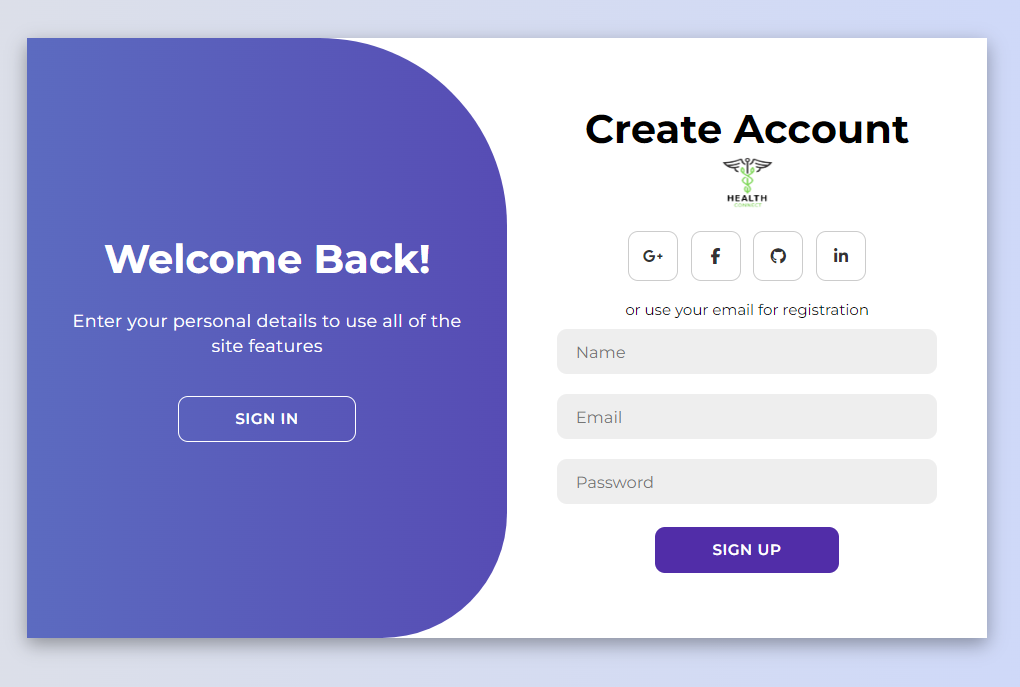 Welcome Back!
Enter your personal details to use all of the
site features
SIGN IN
Create Account
HEALTH
CONNECT
G+
f
in
or use your email for registration
Name
Email
Password
SIGN UP